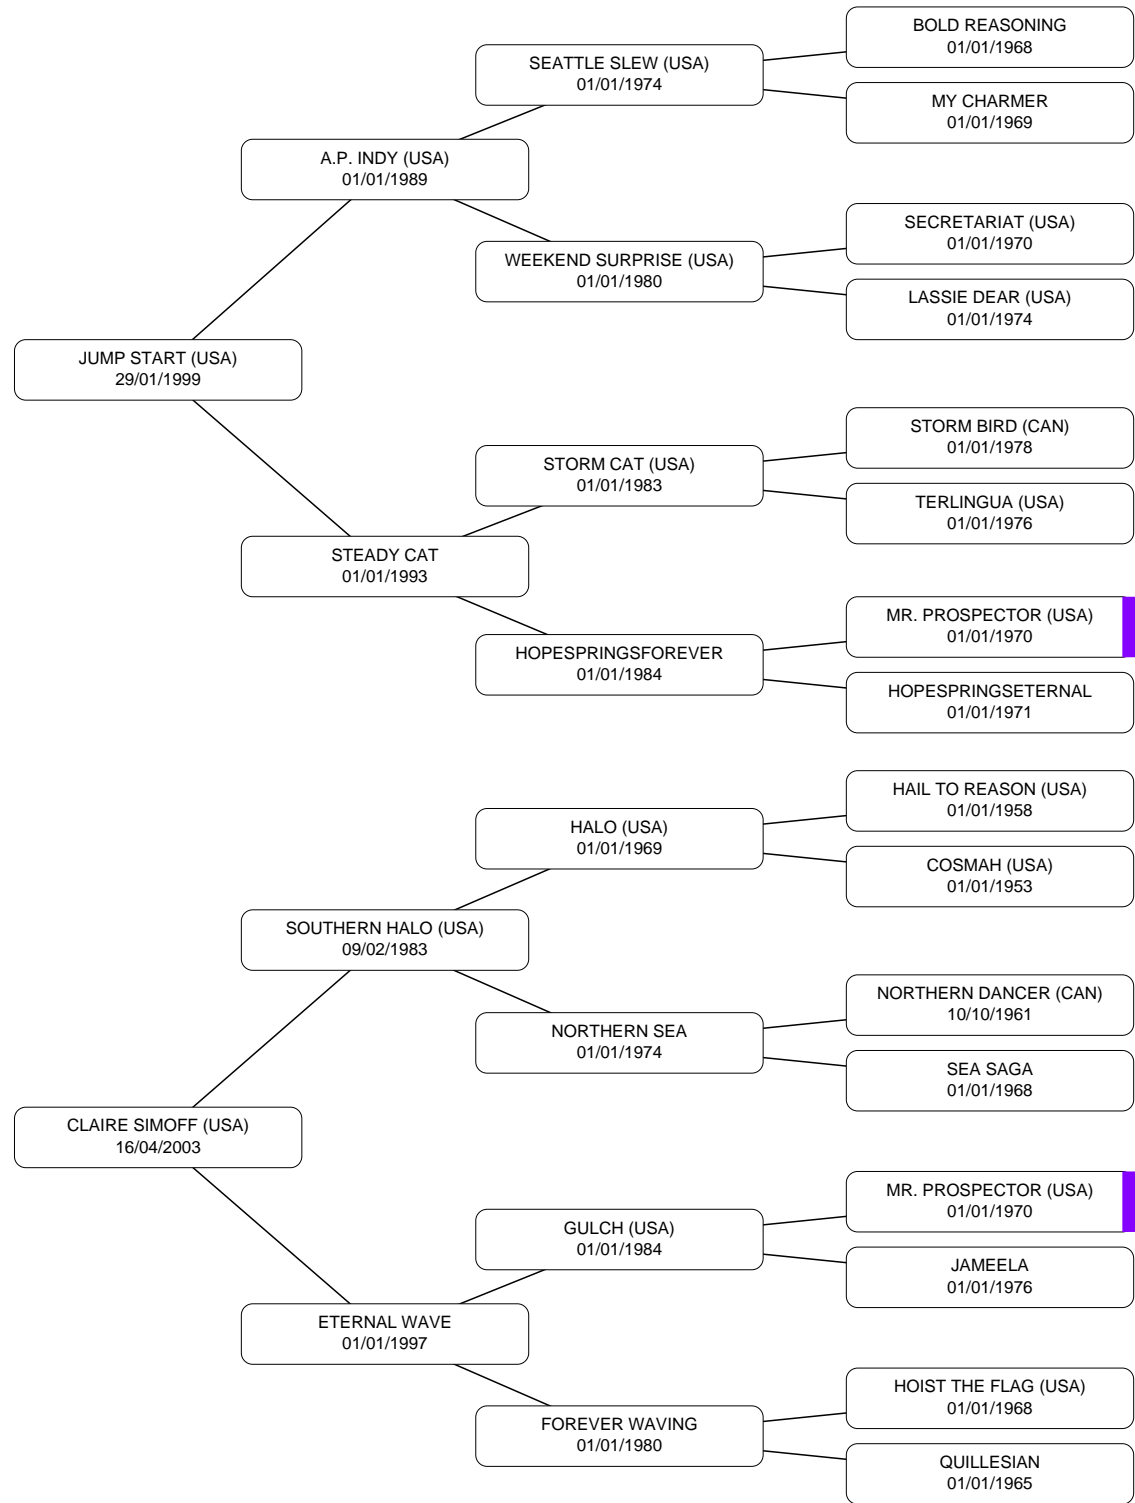 BOLD REASONING
01/01/1968
SEATTLE SLEW (USA)
01/01/1974
MY CHARMER
01/01/1969
A.P. INDY (USA)
01/01/1989
SECRETARIAT (USA)
01/01/1970
WEEKEND SURPRISE (USA)
01/01/1980
LASSIE DEAR (USA)
01/01/1974
JUMP START (USA)
29/01/1999
STORM BIRD (CAN)
01/01/1978
STORM CAT (USA)
01/01/1983
TERLINGUA (USA)
01/01/1976
STEADY CAT
01/01/1993
MR. PROSPECTOR (USA)
01/01/1970
HOPESPRINGSFOREVER
01/01/1984
HOPESPRINGSETERNAL
01/01/1971
HAIL TO REASON (USA)
01/01/1958
HALO (USA)
01/01/1969
COSMAH (USA)
01/01/1953
SOUTHERN HALO (USA)
09/02/1983
NORTHERN DANCER (CAN)
10/10/1961
NORTHERN SEA
01/01/1974
SEA SAGA
01/01/1968
CLAIRE SIMOFF (USA)
16/04/2003
MR. PROSPECTOR (USA)
01/01/1970
GULCH (USA)
01/01/1984
JAMEELA
01/01/1976
ETERNAL WAVE
01/01/1997
HOIST THE FLAG (USA)
01/01/1968
FOREVER WAVING
01/01/1980
QUILLESIAN
01/01/1965